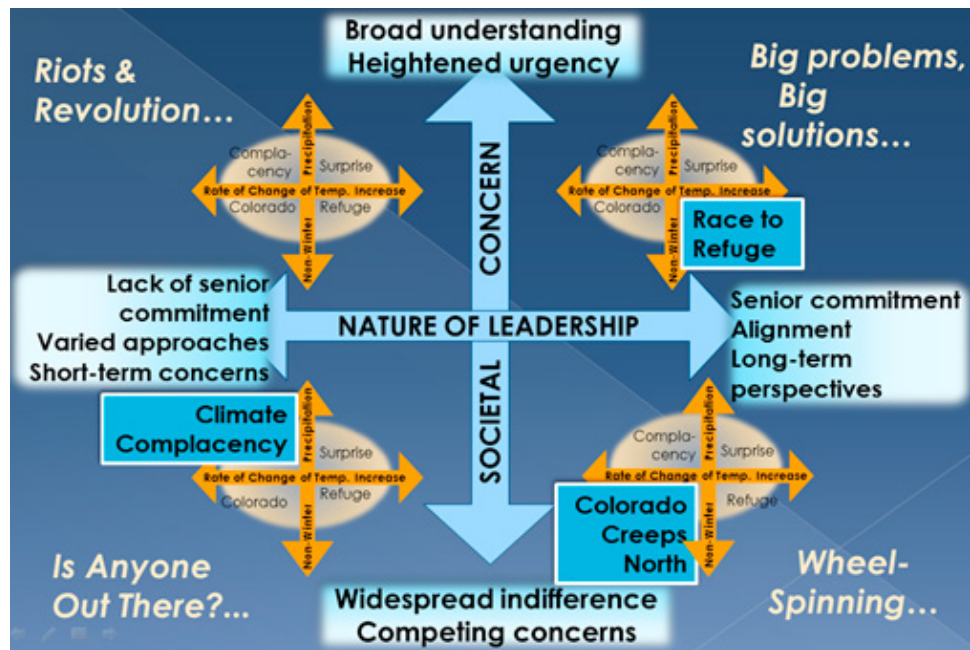 Broad understanding
Heightened urgency
Riots &
Revolution...
Big problems,
Big
solutions...
Compla-
cency
Precipitation
Surprise
Rate of Change of Temp. Increase
Colorado
Non-Winter
Refuge
CONCERN
Compla-
cency
Precipitation
Surprise
Rate of Change of Temp. Increase
Colorado
Non-Winter
Race to
Refuge
Lack of senior
commitment
Varied approaches
Short-term concerns
NATURE OF LEADERSHIP
Senior commitment
Alignment
Long-term
perspectives
Climate
Complacency
Precipitation
Surprise
Rate of Change of Temp. Increase
Colorado
Non-Winter
Refuge
SOCIETAL
Compla-
cency
Precipitation
Surprise
Rate of Change of Temp. Increase
Refuge
Non-Winter
Colorado
Creeps
North
Is Anyone
Out There?...
Wheel-
Spinning...
Widespread indifference
Competing concerns